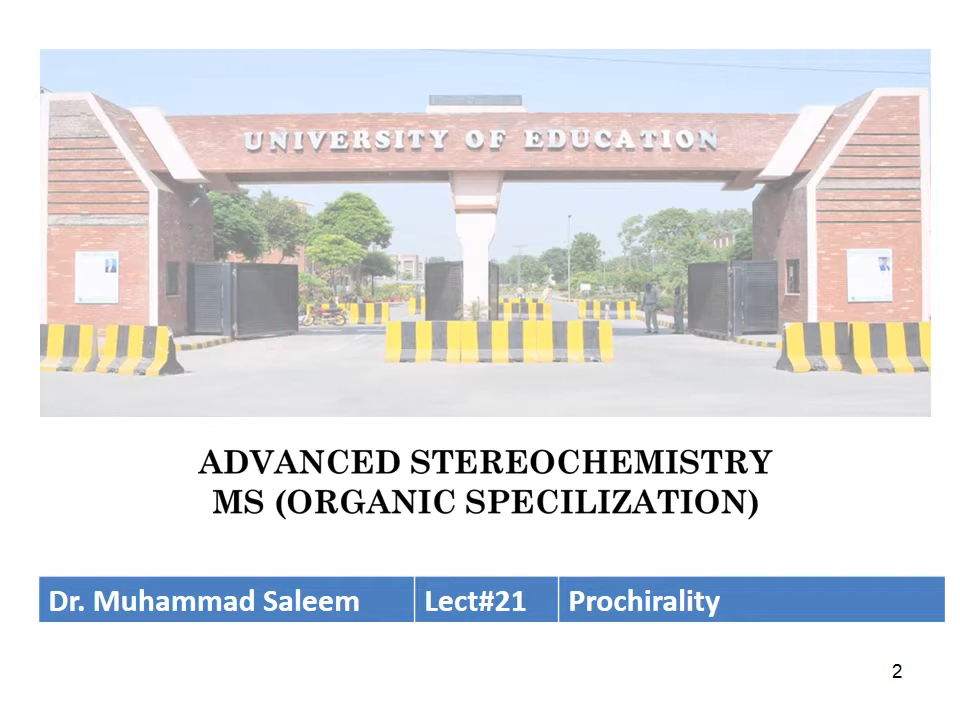 UNIVERSITY OF EDUCATION
ADVANCED STEREOCHEMISTRY
MS (ORGANIC SPECILIZATION)
Dr. Muhammad Saleem Lect#21 Prochirality
2